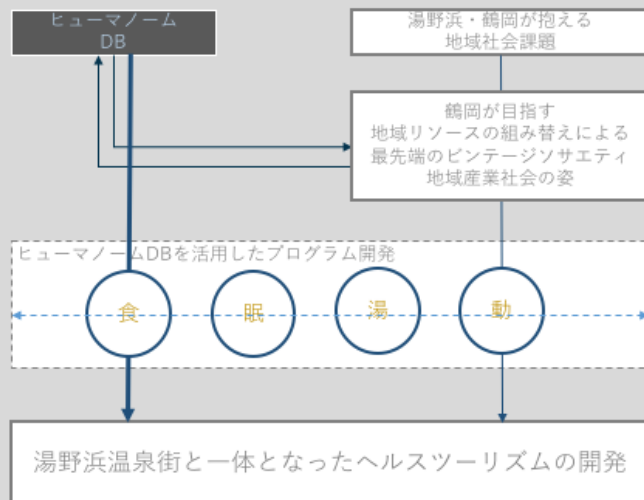 ヒューマノーム
DB
湯野浜・鶴岡が抱える
地域社会課題
鶴岡が目指す
地域リソースの組み替えによる
最先端のビンテージソサエティ
地域産業社会の姿
ヒューマノームDBを活用したプログラム開発
食
眠
湯
動
湯野浜温泉街と一体となったヘルスツーリズムの開発